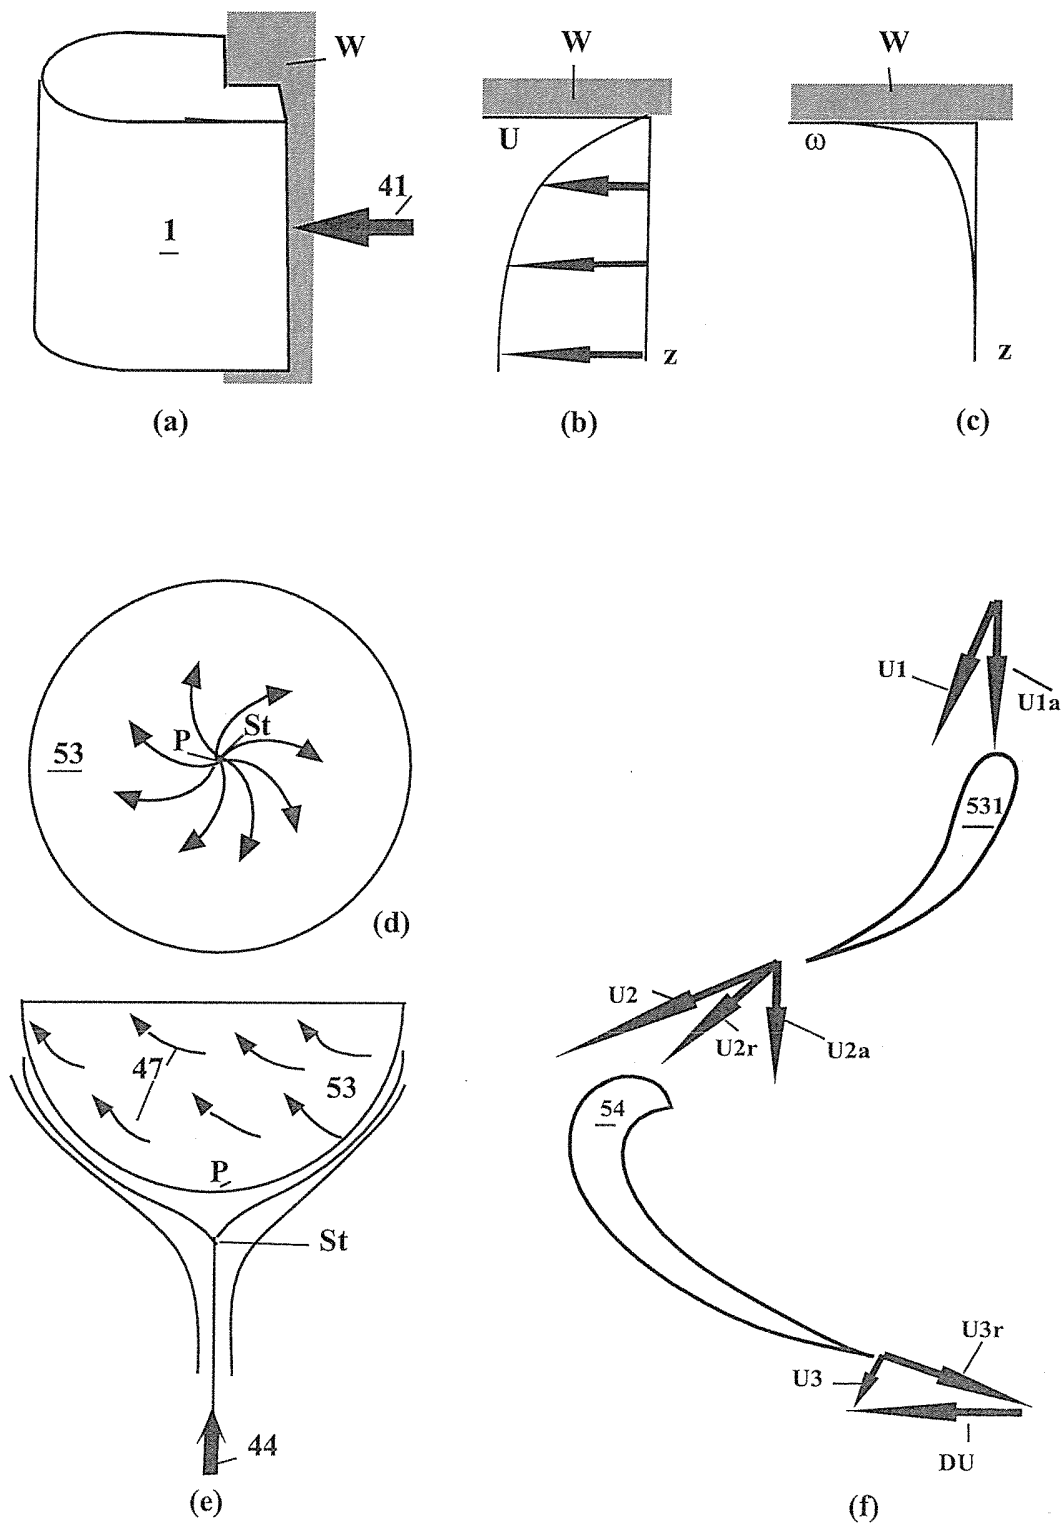 W
41
1
(a)
W
U
z
(b)
W
ω
z
(c)
St
P
53
(d)
47
53
P
St
44
(e)
U1
U1a
531
U2
U2r
U2a
54
U3r
U3
DU
(f)